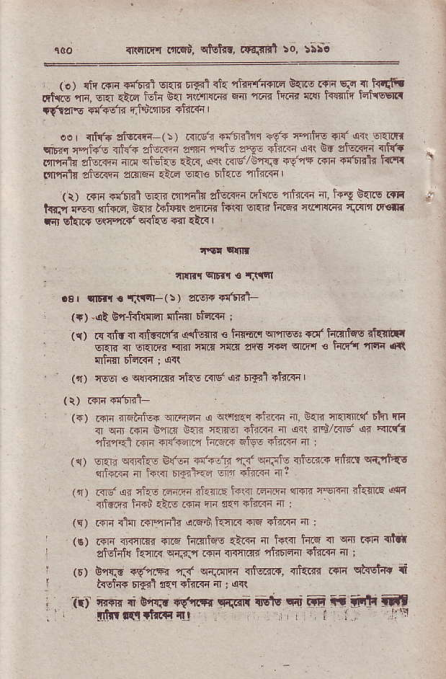 ৭৫০ বাংলাদেশ গেজেট, অতিরিক্ত, ফেব্রুয়ারী ১০, ১৯৯৩
(৩) যদি কোন কর্মচারী তাহার চাকুরী বহি পরিদর্শনকালে উহাতে কোন ভুল বা বিলুপ্তি
দেখিতে পান, তাহা হইলে তিনি উহা সংশোধনের জন্য পনের দিনের মধ্যে বিষয়াদি লিখিতভাবে
কর্তৃত্বপ্রাপ্ত কর্মকর্তার দৃষ্টিগোচর করিবেন।
৩৩। বার্ষিক প্রতিবেদন—(১) বোর্ডের কর্মচারীগণ কর্তৃক সম্পাদিত কার্য এবং তাহাদের
আচরণ সম্পর্কিত বার্ষিক প্রতিবেদন প্রণয়ন পদ্ধতি প্রস্তুত করিবেন এবং উক্ত প্রতিবেদন বার্ষিক
গোপনীয় প্রতিবেদন নামে অভিহিত হইবে, এবং বোর্ড/উপযুক্ত কর্তৃপক্ষ কোন কর্মচারীর বিশেষ
গোপনীয় প্রতিবেদন প্রয়োজন হইলে তাহাও চাহিতে পারিবেন।
(২) কোন কর্মচারী তাহার গোপনীয় প্রতিবেদন দেখিতে পারিবেন না, কিন্তু উহাতে কোন
বিরূপ মন্তব্য থাকিলে, উহার কৈফিয়ৎ প্রদানের কিংবা তাহার নিজের সংশোধনের সুযোগ দেওয়ার
জন্য তাঁহাকে তৎসম্পর্কে অবহিত করা হইবে।
সপ্তম অধ্যায়
সাধারণ আচরণ ও শৃংখলা
৩৪। আচরণ ও শৃংখলা—(১) প্রত্যেক কর্মচারী—
(ক) এই উপ-বিধিমালা মানিয়া চলিবেন ;
(খ) যে ব্যক্তি বা ব্যক্তিবর্গের এখতিয়ার ও নিয়ন্ত্রণে আপাততঃ কর্মে নিয়োজিত রহিয়াছেন
তাহার বা তাহাদের দ্বারা সময়ে সময়ে প্রদত্ত সকল আদেশ ও নির্দেশ পালন এবং
মানিয়া চলিবেন ; এবং
(গ) সততা ও অধ্যবসায়ের সহিত বোর্ড এর চাকুরী করিবেন।
(২) কোন কর্মচারী—
(ক) কোন রাজনৈতিক আন্দোলন এ অংশগ্রহণ করিবেন না, উহার সাহায্যার্থে চাঁদা দান
বা অন্য কোন উপায়ে উহার সহায়তা করিবেন না এবং রাষ্ট্র/বোর্ড এর স্বার্থের
পরিপন্থী কোন কার্যকলাপে নিজেকে জড়িত করিবেন না ;
(খ) তাহার অব্যবহিত ঊর্ধতন কর্মকর্তার পূর্ব অনুমতি ব্যতিরেকে দায়িত্বে অনুপস্থিত
থাকিবেন না কিংবা চাকুরীস্থল ত্যাগ করিবেন না?
(গ) বোর্ড এর সহিত লেনদেন রহিয়াছে কিংবা লেনদেন থাকার সম্ভাবনা রহিয়াছে এমন
ব্যক্তিদের নিকট হইতে কোন দান গ্রহণ করিবেন না ;
(ঘ) কোন বীমা কোম্পানীর এজেন্ট হিসাবে কাজ করিবেন না ;
(ঙ) কোন ব্যবসায়ের কাজে নিয়োজিত হইবেন না কিংবা নিজে বা অন্য কোন ব্যক্তির
প্রতিনিধি হিসাবে অনুরূপ কোন ব্যবসায়ের পরিচালনা করিবেন না ;
(চ) উপযুক্ত কর্তৃপক্ষের পূর্ব অনুমোদন ব্যতিরেকে, বাহিরের কোন অবৈতনিক বা
বৈতনিক চাকুরী গ্রহণ করিবেন না ; এবং
(ছ) সরকার বা উপযুক্ত কর্তৃপক্ষের অনুরোধ ব্যতীত অন্য কোন খন্ড কালীন
দায়িত্ব গ্রহণ করিবেন না।